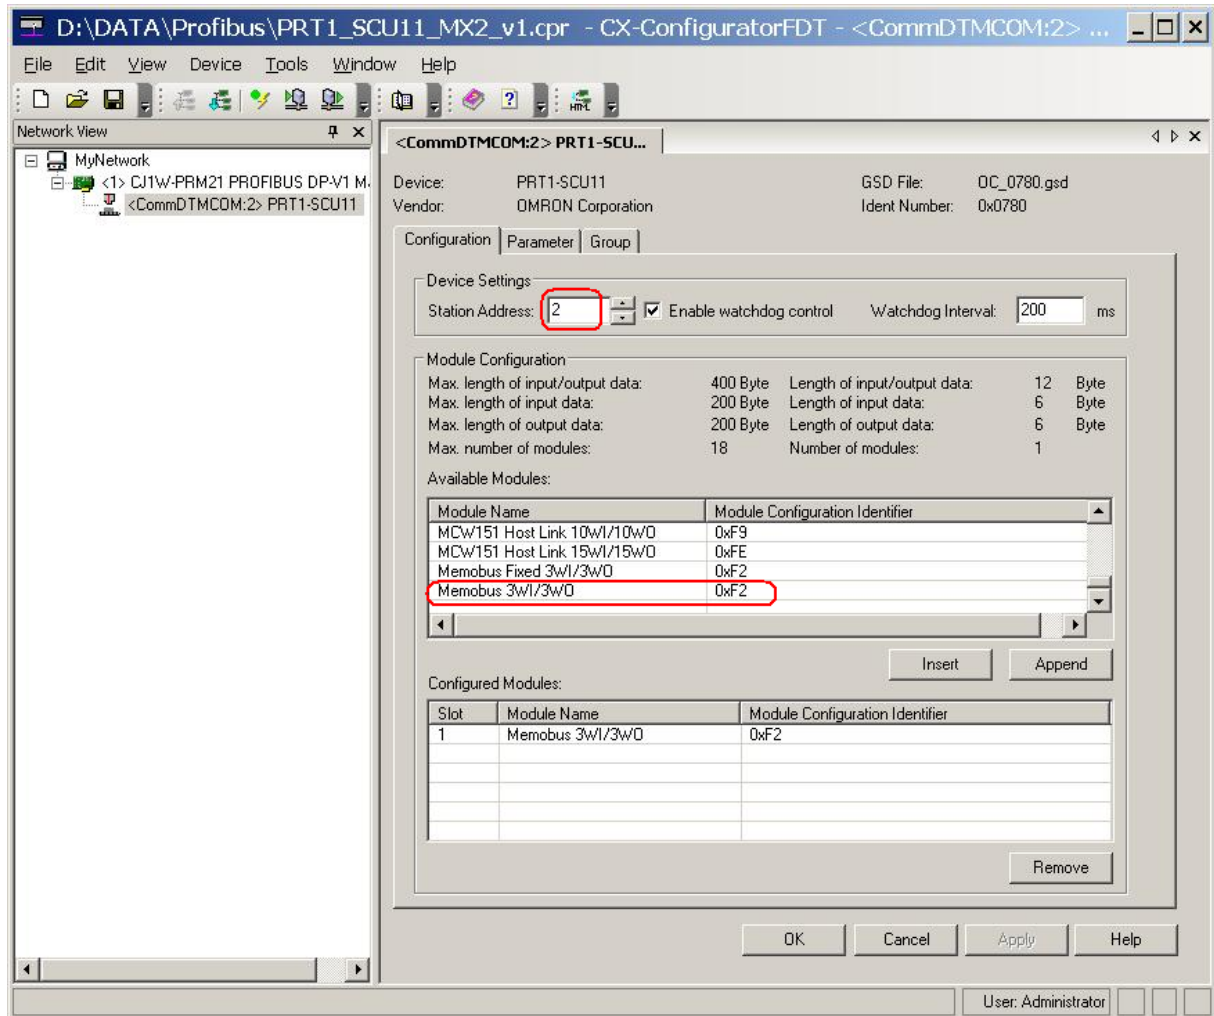 D:\DATA\Profibus\PRT1_SCU11_MX2_v1.cpr - CX-ConfiguratorFDT - <CommDTMCOM:2> ...
File Edit View Device Tools Window Help
Network View
MyNetwork
<1> CJ1W-PRM21 PROFIBUS DP-V1 M
<CommDTMCOM:2> PRT1-SCU11
<CommDTMCOM:2> PRT1-SCU...
Device: PRT1-SCU11 GSD File: OC_0780.gsd
Vendor: OMRON Corporation Ident Number: 0x0780
Configuration Parameter Group
Device Settings
Station Address: 2 Enable watchdog control Watchdog Interval: 200 ms
Module Configuration
Max. length of input/output data: 400 Byte Length of input/output data: 12 Byte
Max. length of input data: 200 Byte Length of input data: 6 Byte
Max. length of output data: 200 Byte Length of output data: 6 Byte
Max. number of modules: 18 Number of modules: 1
Available Modules:
Module Name Module Configuration Identifier
MCW151 Host Link 10WI/10WO 0xF9
MCW151 Host Link 15WI/15WO 0xFE
Memobus Fixed 3WI/3WO 0xF2
Memobus 3WI/3WO 0xF2
Insert Append
Configured Modules:
Slot Module Name Module Configuration Identifier
1 Memobus 3WI/3WO 0xF2
Remove
OK Cancel Apply Help
User: Administrator